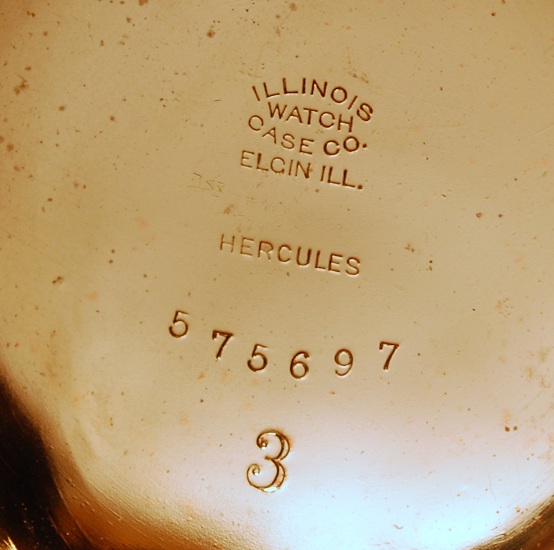 ILLINOIS
WATCH
CASE CO.
ELGIN ILL.
HERCULES
575697
3